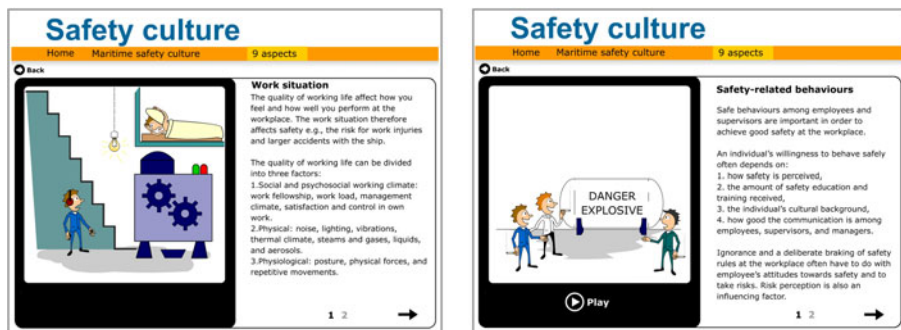 Safety culture
Home Maritime safety culture 9 aspects
Back
Work situation
The quality of working life affect how you
feel and how well you perform at the
workplace. The work situation therefore
affects safety e.g., the risk for work injuries
and larger accidents with the ship.
The quality of working life can be divided
into three factors:
1.Social and psychosocial working climate:
work fellowship, work load, management
climate, satisfaction and control in own
work.
2.Physical: noise, lighting, vibrations,
thermal climate, steams and gases, liquids,
and aerosols.
3.Physiological: posture, physical forces, and
repetitive movements.
1 2
Safety culture
Home Maritime safety culture 9 aspects
Back
DANGER
EXPLOSIVE
Play
Safety-related behaviours
Safe behaviours among employees and
supervisors are important in order to
achieve good safety at the workplace.
An individual's willingness to behave safely
often depends on:
1. how safety is perceived,
2. the amount of safety education and
training received,
3. the individual's cultural background,
4. how good the communication is among
employees, supervisors, and managers.
Ignorance and a deliberate braking of safety
rules at the workplace often have to do with
employee's attitudes towards safety and to
take risks. Risk perception is also an
influencing factor.
1 2